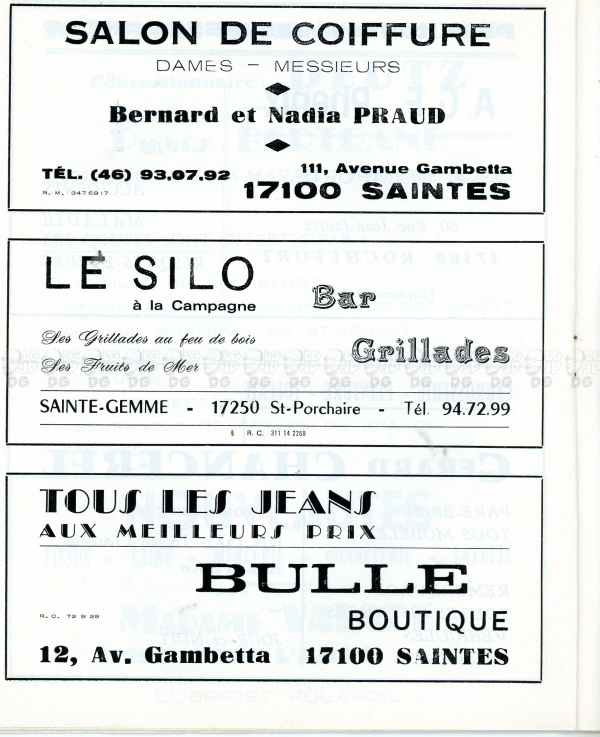 SALON DE COIFFURE
DAMES – MESSIEURS
Bernard et Nadia PRAUD
TÉL. (46) 93.07.92
R. M. 3476917
111, Avenue Gambetta
17100 SAINTES
LE SILO
à la Campagne
Bar
Ses Grillades au feu de bois
Grillades
Ses Fruits de Mer
SAINTE-GEMME - 17250 St-Porchaire - Tél. 94.72.99
R. C. 311 14 2269
TOUS LES JEANS
AUX MEILLEURS PRIX
BULLE
R. C. 72 B 28
BOUTIQUE
12, Av. Gambetta 17100 SAINTES
LUBRIFIEZ POLAROIL